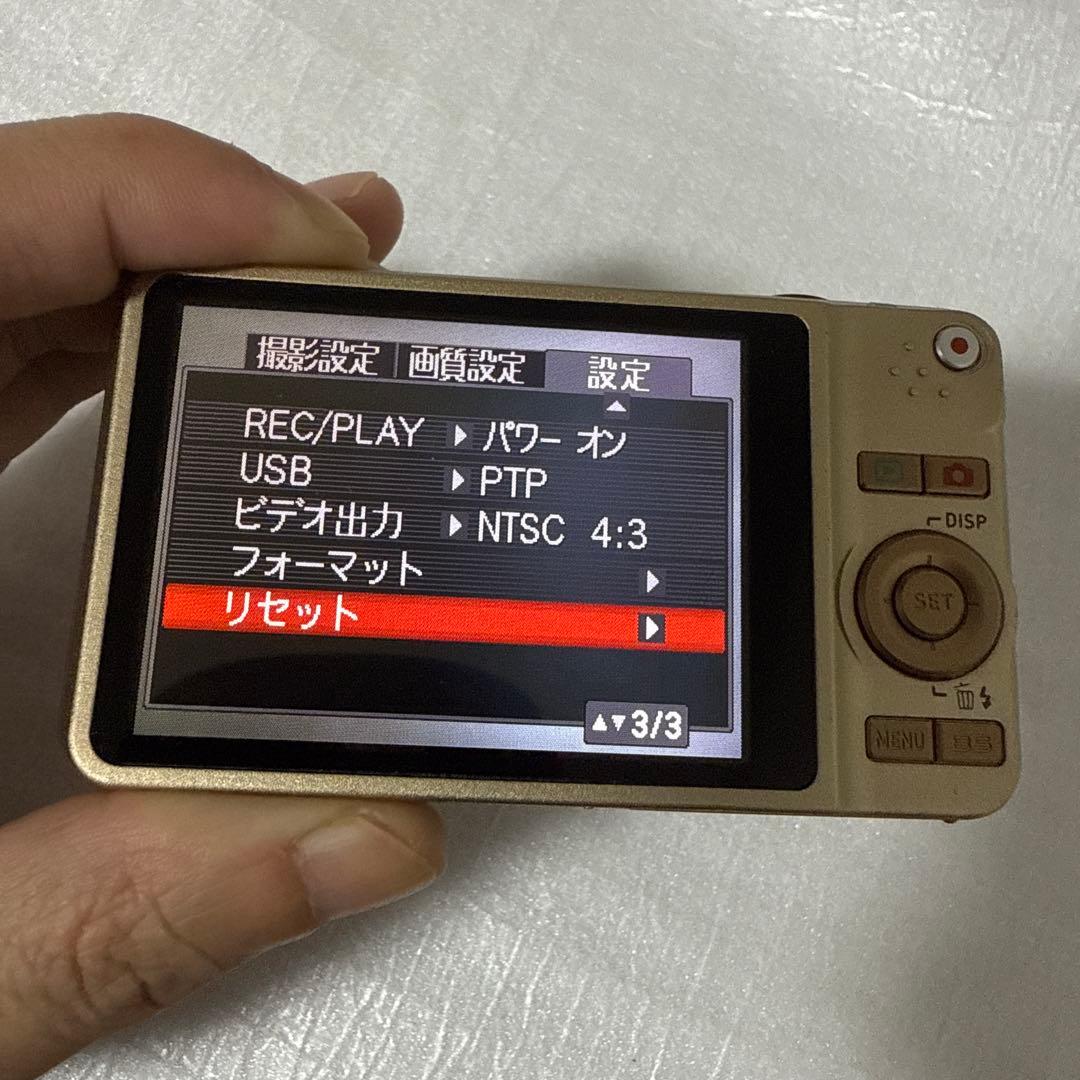 撮影設定 画質設定 設定
REC/PLAY ▶ パワー オン
USB ▶ PTP
ビデオ出力 ▶ NTSC 4:3
フォーマット ▶
リセット ▶
▲▼3/3
DISP
SET
MENU BS